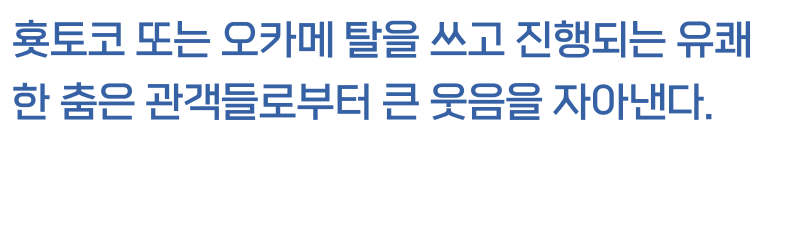 횻토코 또는 오카메 탈을 쓰고 진행되는 유쾌
한 춤은 관객들로부터 큰 웃음을 자아낸다.